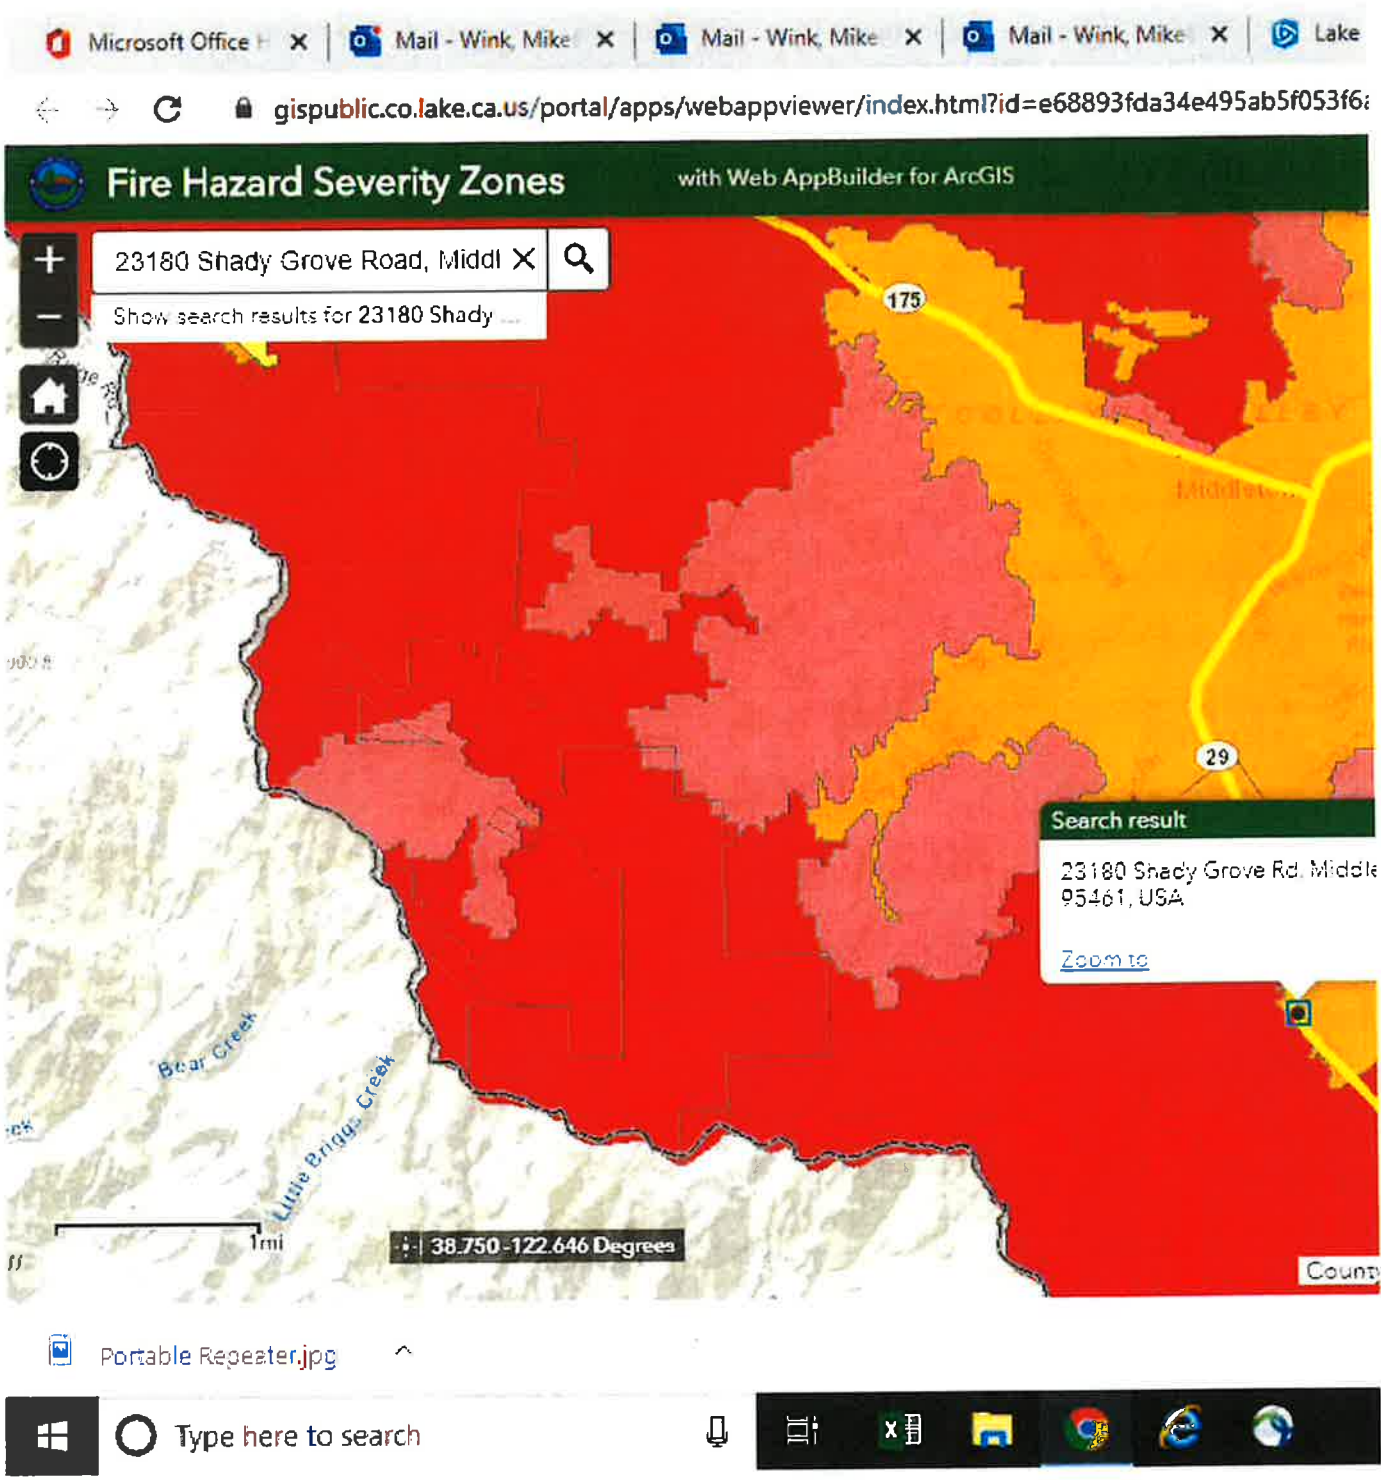 Microsoft Office H
Mail - Wink, Mike
Mail - Wink, Mike
Mail - Wink, Mike
Lake
gispublic.co.lake.ca.us/portal/apps/webappviewer/index.html?id=e68893fda34e495ab5f053f6
Fire Hazard Severity Zones
with Web AppBuilder for ArcGIS
23180 Shady Grove Road, Middl
Show search results for 23180 Shady ...
175
Middleto
29
Search result
23180 Shady Grove Rd, Middle
95461, USA
Zoom to
Bear Creek
Little Briggs Creek
1mi
38.750 -122.646 Degrees
County
Portable Repeater.jpg
Type here to search